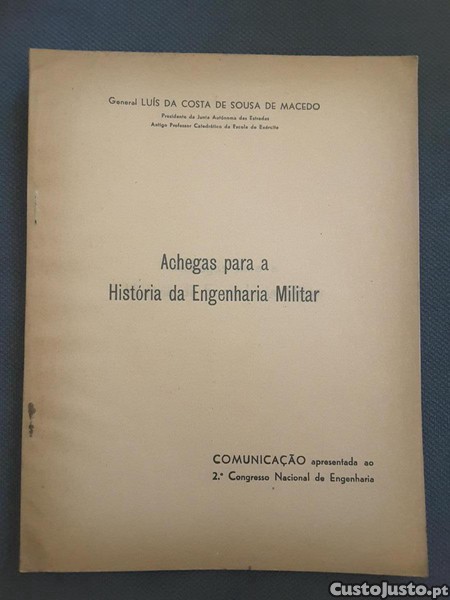 General LUÍS DA COSTA DE SOUSA DE MACEDO
Presidente da Junta Autónoma das Estradas
Antigo Professor Catedrático da Escola do Exército
Achegas para a
História da Engenharia Militar
COMUNICAÇÃO apresentada ao
2.º Congresso Nacional de Engenharia
CustoJusto.pt